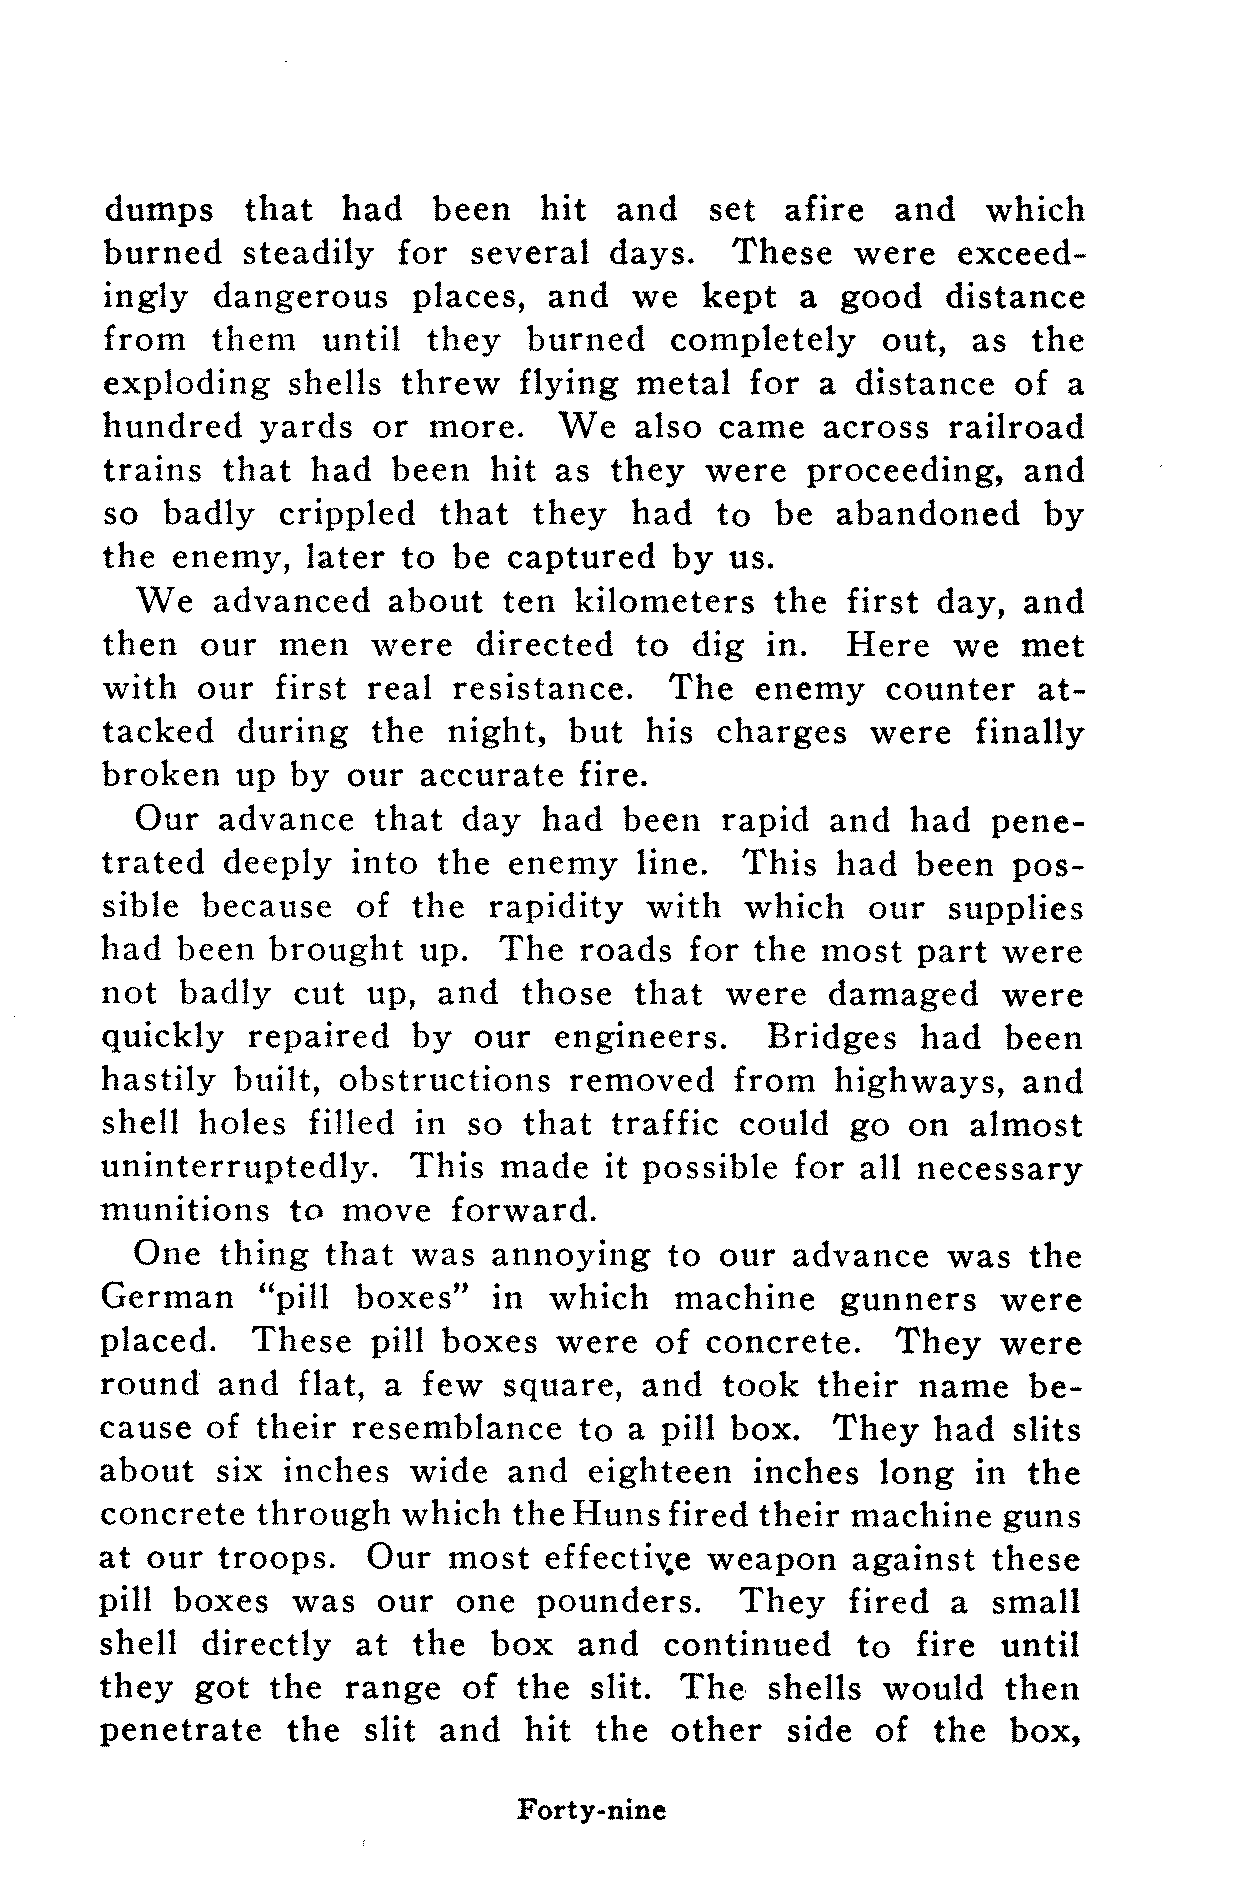 dumps that had been hit and set afire and which
burned steadily for several days. These were exceed-
ingly dangerous places, and we kept a good distance
from them until they burned completely out, as the
exploding shells threw flying metal for a distance of a
hundred yards or more. We also came across railroad
trains that had been hit as they were proceeding, and
so badly crippled that they had to be abandoned by
the enemy, later to be captured by us.
We advanced about ten kilometers the first day, and
then our men were directed to dig in. Here we met
with our first real resistance. The enemy counter at-
tacked during the night, but his charges were finally
broken up by our accurate fire.
Our advance that day had been rapid and had pene-
trated deeply into the enemy line. This had been pos-
sible because of the rapidity with which our supplies
had been brought up. The roads for the most part were
not badly cut up, and those that were damaged were
quickly repaired by our engineers. Bridges had been
hastily built, obstructions removed from highways, and
shell holes filled in so that traffic could go on almost
uninterruptedly. This made it possible for all necessary
munitions to move forward.
One thing that was annoying to our advance was the
German "pill boxes" in which machine gunners were
placed. These pill boxes were of concrete. They were
round and flat, a few square, and took their name be-
cause of their resemblance to a pill box. They had slits
about six inches wide and eighteen inches long in the
concrete through which the Huns fired their machine guns
at our troops. Our most effective weapon against these
pill boxes was our one pounders. They fired a small
shell directly at the box and continued to fire until
they got the range of the slit. The shells would then
penetrate the slit and hit the other side of the box,
Forty-nine